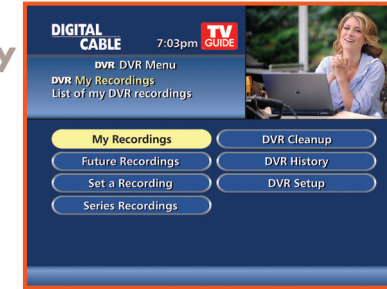 y
DIGITAL
CABLE
7:03pm
TV
GUIDE
DVR DVR Menu
DVR My Recordings
List of my DVR recordings
My Recordings
DVR Cleanup
Future Recordings
DVR History
Set a Recording
DVR Setup
Series Recordings